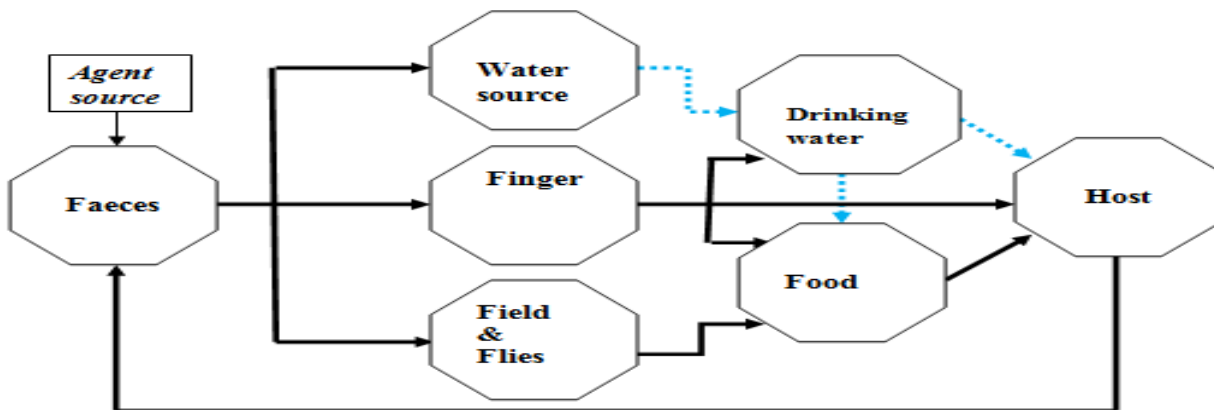 Agent
source
Faeces
Water
source
Finger
Field
&
Flies
Drinking
water
Food
Host